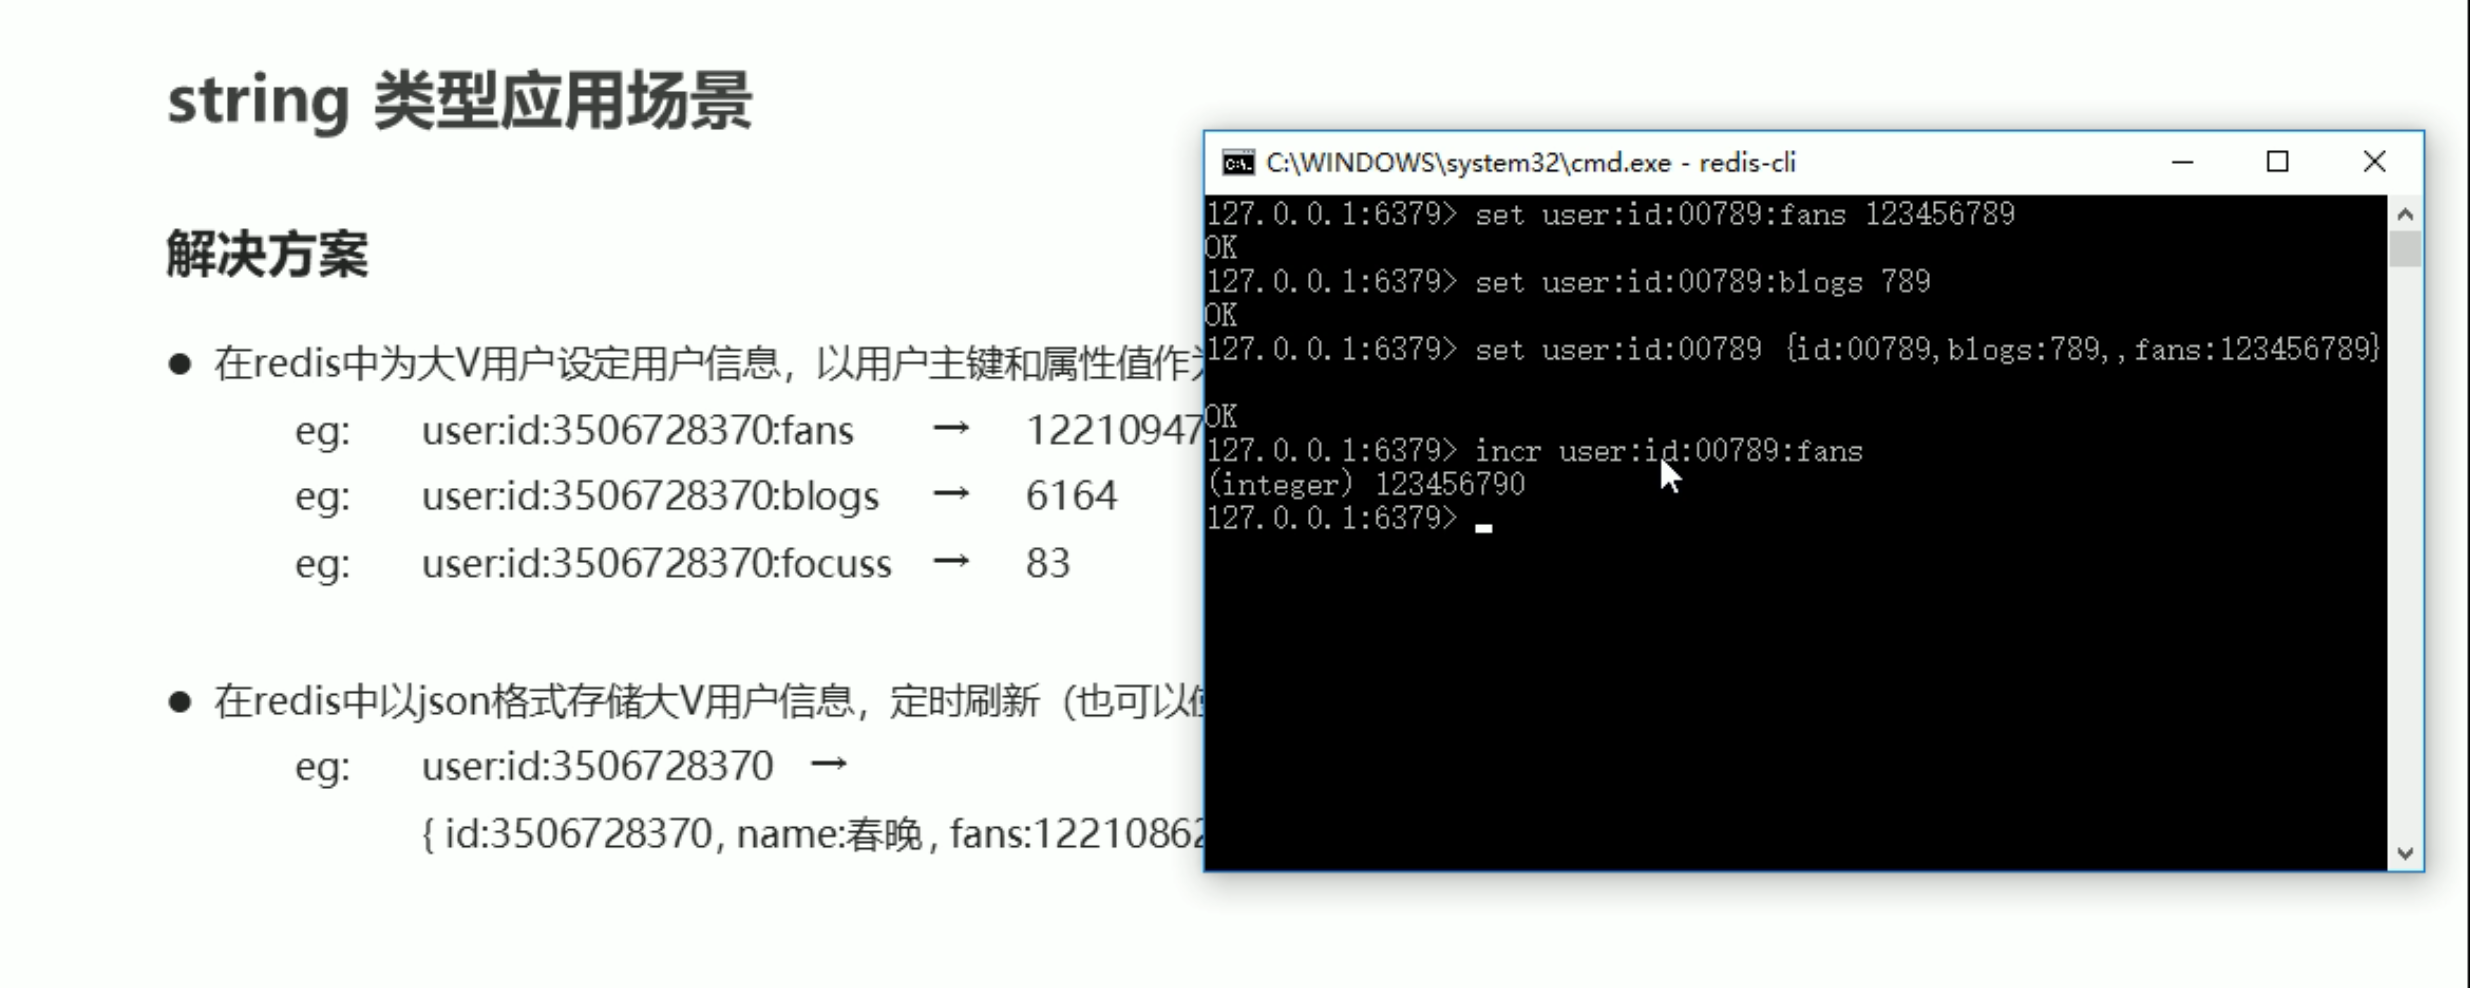 string 类型应用场景
解决方案
● 在redis中为大V用户设定用户信息，以用户主键和属性值作
eg: user:id:3506728370:fans → 12210947
eg: user:id:3506728370:blogs → 6164
eg: user:id:3506728370:focuss → 83
● 在redis中以json格式存储大V用户信息，定时刷新（也可以
eg: user:id:3506728370 →
{ id:3506728370, name:春晚, fans:12210862
C:\WINDOWS\system32\cmd.exe - redis-cli
127.0.0.1:6379> set user:id:00789:fans 123456789
OK
127.0.0.1:6379> set user:id:00789:blogs 789
OK
127.0.0.1:6379> set user:id:00789 {id:00789,blogs:789,,fans:123456789}
OK
127.0.0.1:6379> incr user:id:00789:fans
(integer) 123456790
127.0.0.1:6379>